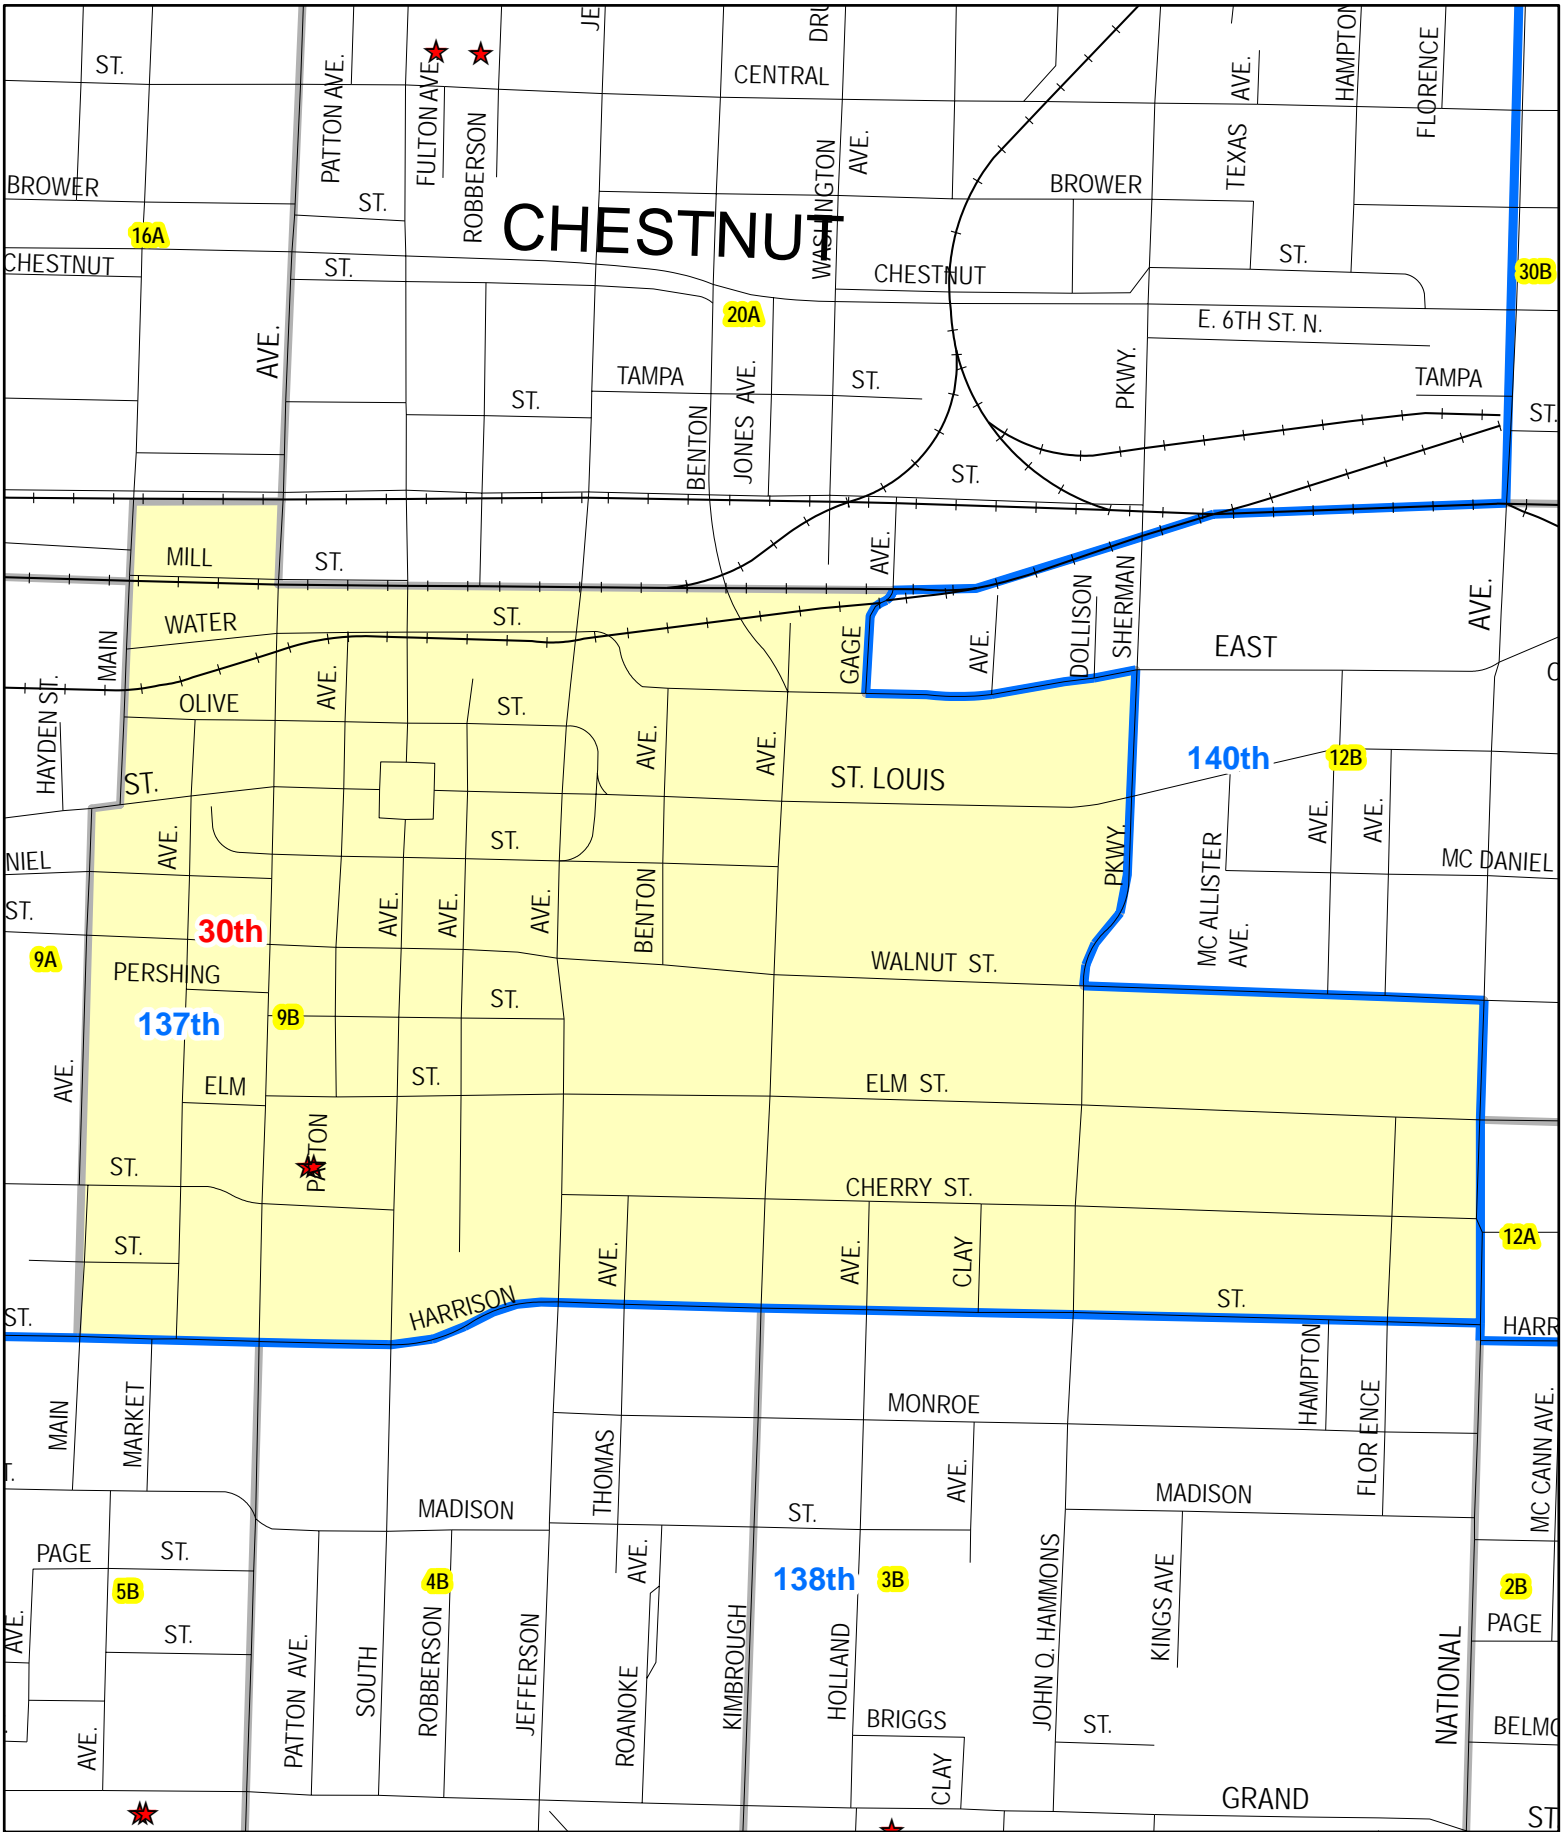 JE
DRU
HAMPTON
FLORENCE
ST.
PATTON AVE.
FULTON AVE.
CENTRAL
AVE.
ROBBERSON
WASHINGTON
AVE.
TEXAS
BROWER
ST.
BROWER
CHESTNUT
16A
CHESTNUT
ST.
CHESTNUT
ST.
30B
20A
E. 6TH ST. N.
AVE.
PKWY.
TAMPA
ST.
TAMPA
ST.
ST.
BENTON
JONES AVE.
ST.
MILL
ST.
AVE.
WATER
ST.
MAIN
GAGE
AVE.
DOLLISON
SHERMAN
EAST
AVE.
HAYDEN ST.
OLIVE
AVE.
ST.
AVE.
AVE.
C
ST.
ST. LOUIS
140th
12B
AVE.
ST.
PKWY.
MC ALLISTER
AVE.
AVE.
AVE.
NIEL
MC DANIEL
ST.
30th
AVE.
AVE.
AVE.
BENTON
9A
PERSHING
WALNUT ST.
137th
9B
ST.
AVE.
ELM
ST.
ELM ST.
PATTON
ST.
CHERRY ST.
ST.
AVE.
AVE.
CLAY
12A
ST.
HARRISON
ST.
HARR
MAIN
MARKET
MONROE
HAMPTON
FLOR ENCE
MC CANN AVE.
T.
THOMAS
AVE.
MADISON
ST.
MADISON
PAGE
ST.
AVE.
5B
4B
138th
3B
2B
AVE.
ST.
PAGE
PATTON AVE.
SOUTH
ROBBERSON
JEFFERSON
ROANOKE
KIMBROUGH
HOLLAND
JOHN Q. HAMMONS
KINGS AVE
NATIONAL
AVE.
BRIGGS
ST.
BELMO
CLAY
GRAND
ST